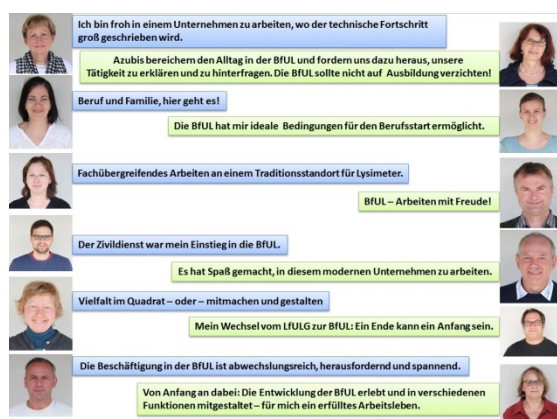 Ich bin froh in einem Unternehmen zu arbeiten, wo der technische Fortschritt
groß geschrieben wird.
Azubis bereichern den Alltag in der BfUL und fordern uns dazu heraus, unsere
Tätigkeit zu erklären und zu hinterfragen. Die BfUL sollte nicht auf Ausbildung verzichten!
Beruf und Familie, hier geht es!
Die BfUL hat mir ideale Bedingungen für den Berufsstart ermöglicht.
Fachübergreifendes Arbeiten an einem Traditionsstandort für Lysimeter.
BfUL – Arbeiten mit Freude!
Der Zivildienst war mein Einstieg in die BfUL.
Es hat Spaß gemacht, in diesem modernen Unternehmen zu arbeiten.
Vielfalt im Quadrat – oder – mitmachen und gestalten
Mein Wechsel vom LfULG zur BfUL: Ein Ende kann ein Anfang sein.
Die Beschäftigung in der BfUL ist abwechslungsreich, herausfordernd und spannend.
Von Anfang an dabei: Die Entwicklung der BfUL erlebt und in verschiedenen
Funktionen mitgestaltet – für mich ein erfülltes Arbeitsleben.